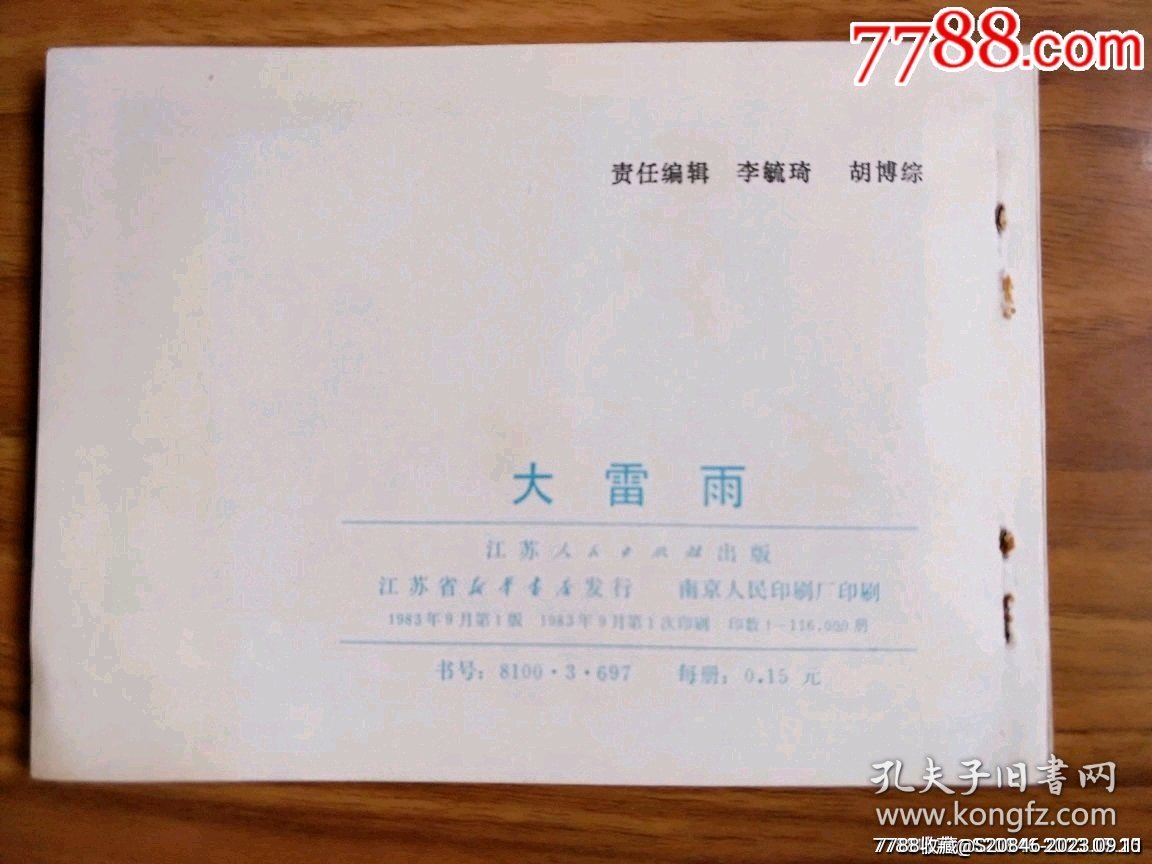 7788.com
责任编辑 李毓琦 胡博综
大雷雨
江苏人民出版社出版
江苏省新华书店发行 南京人民印刷厂印刷
1983年9月第1版 1983年9月第1次印刷 印数1—116,000册
书号：8100·3·697 每册：0.15元
孔夫子旧書网
www.kongfz.com
7788收藏@S20846-2023.09.